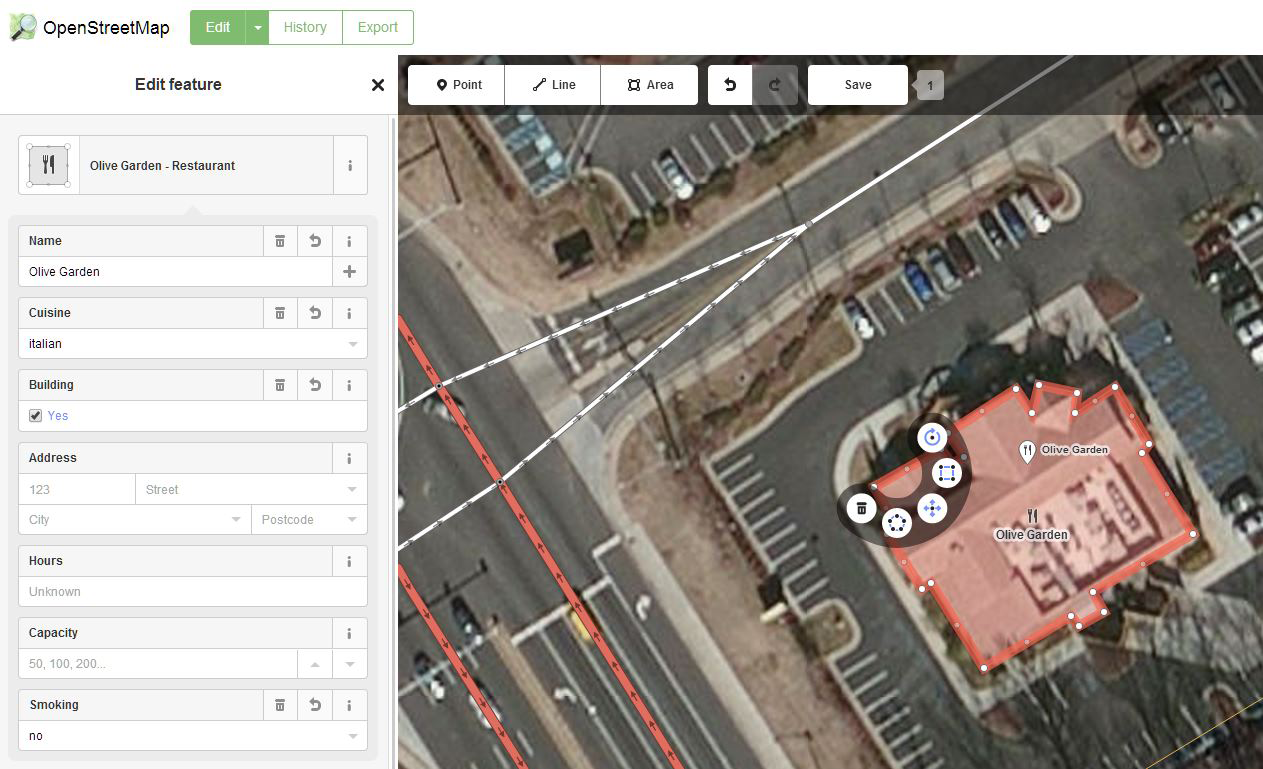 OpenStreetMap
Edit
History
Export
Edit feature
Point
Line
Area
Save
1
Olive Garden - Restaurant
i
Name
i
Olive Garden
Cuisine
i
italian
Building
i
Yes
Address
i
123
Street
City
Postcode
Hours
i
Unknown
Capacity
i
50, 100, 200...
Smoking
i
no
Olive Garden
Olive Garden